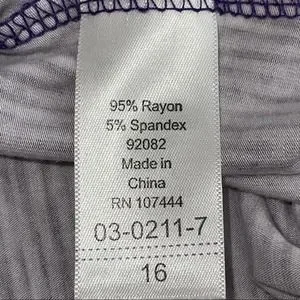 95% Rayon
5% Spandex
92082
Made in
China
RN 107444
03-0211-7
16